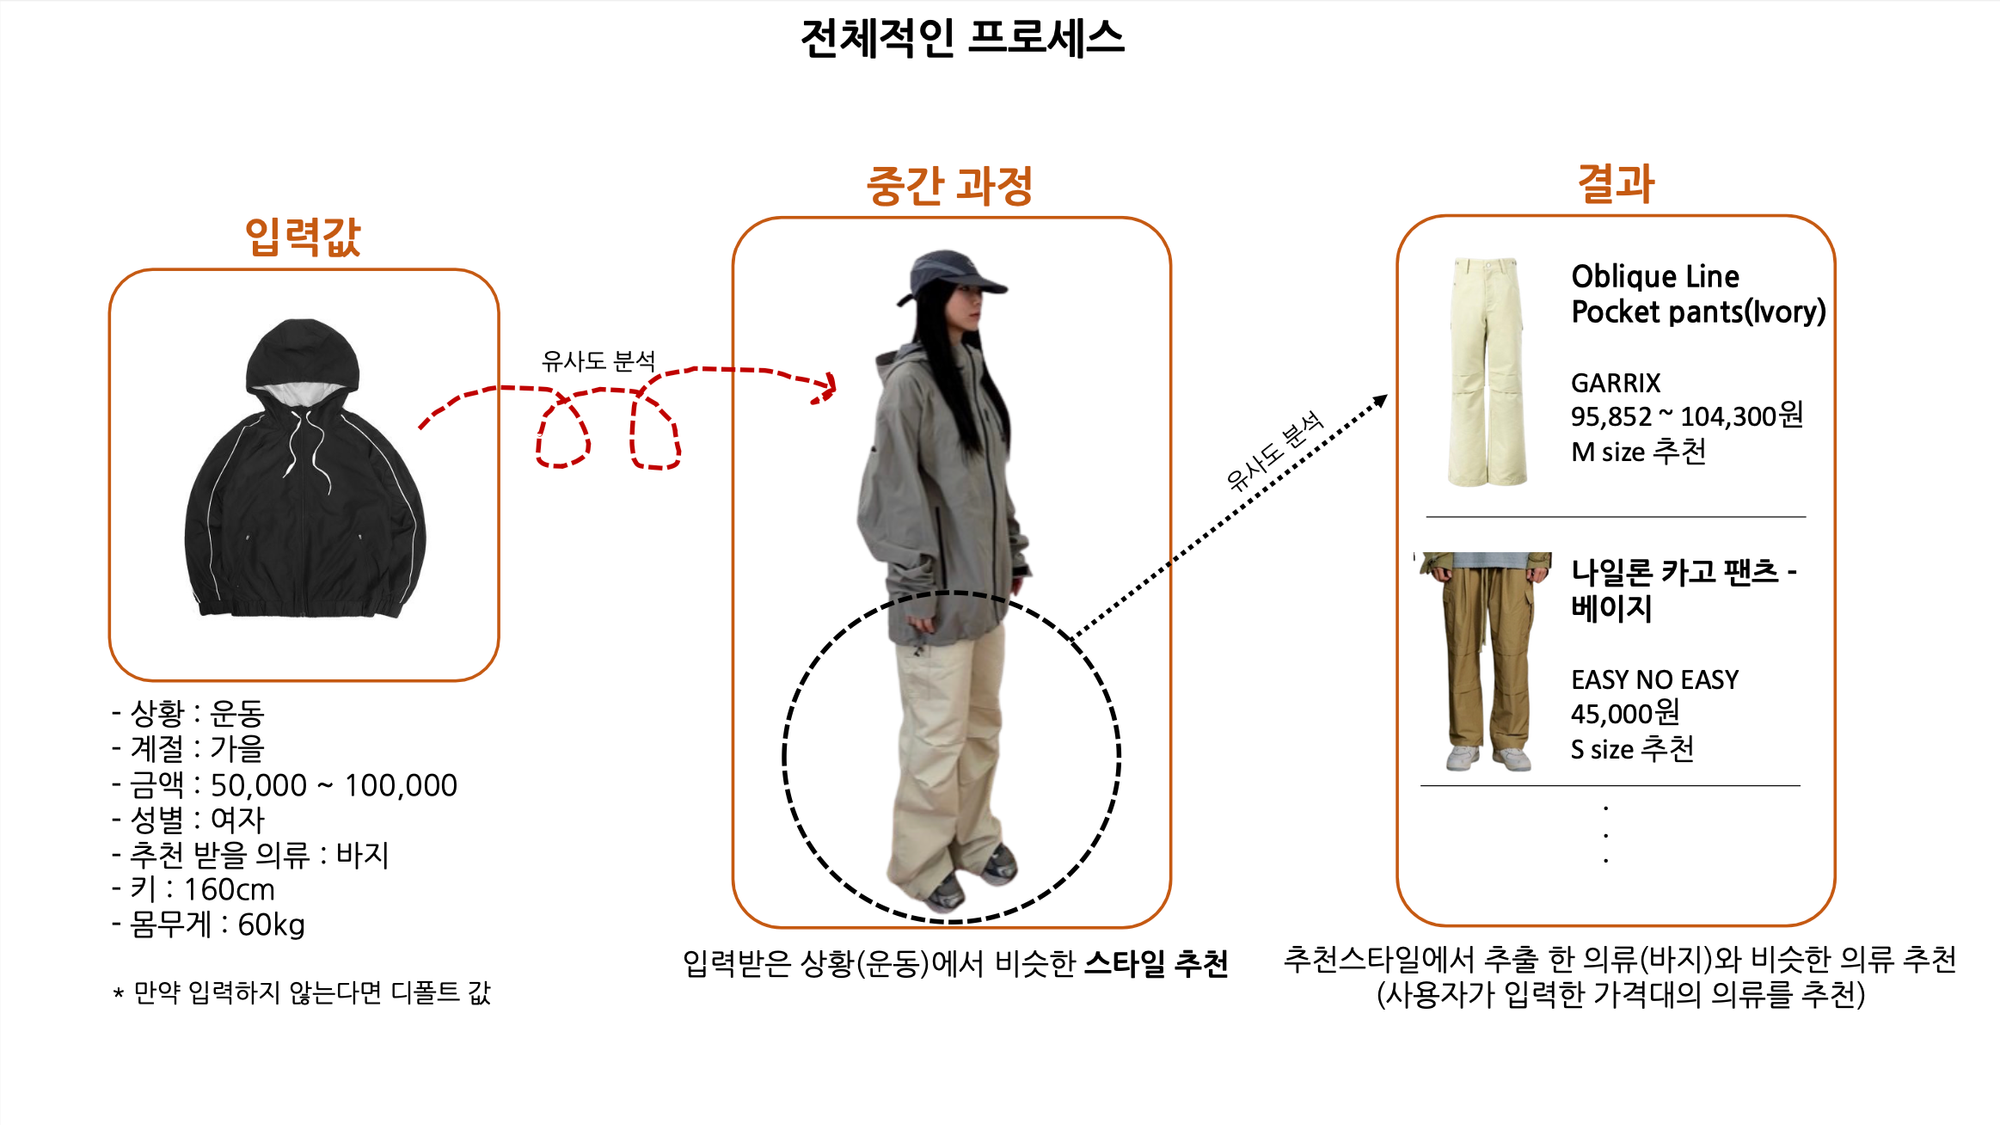 전체적인 프로세스
입력값
- 상황 : 운동
- 계절 : 가을
- 금액 : 50,000 ~ 100,000
- 성별 : 여자
- 추천 받을 의류 : 바지
- 키 : 160cm
- 몸무게 : 60kg
* 만약 입력하지 않는다면 디폴트 값
유사도 분석
중간 과정
입력받은 상황(운동)에서 비슷한 스타일 추천
유사도 분석
결과
Oblique Line
Pocket pants(Ivory)
GARRIX
95,852 ~ 104,300원
M size 추천
나일론 카고 팬츠 -
베이지
EASY NO EASY
45,000원
S size 추천
.
.
.
추천스타일에서 추출 한 의류(바지)와 비슷한 의류 추천
(사용자가 입력한 가격대의 의류를 추천)